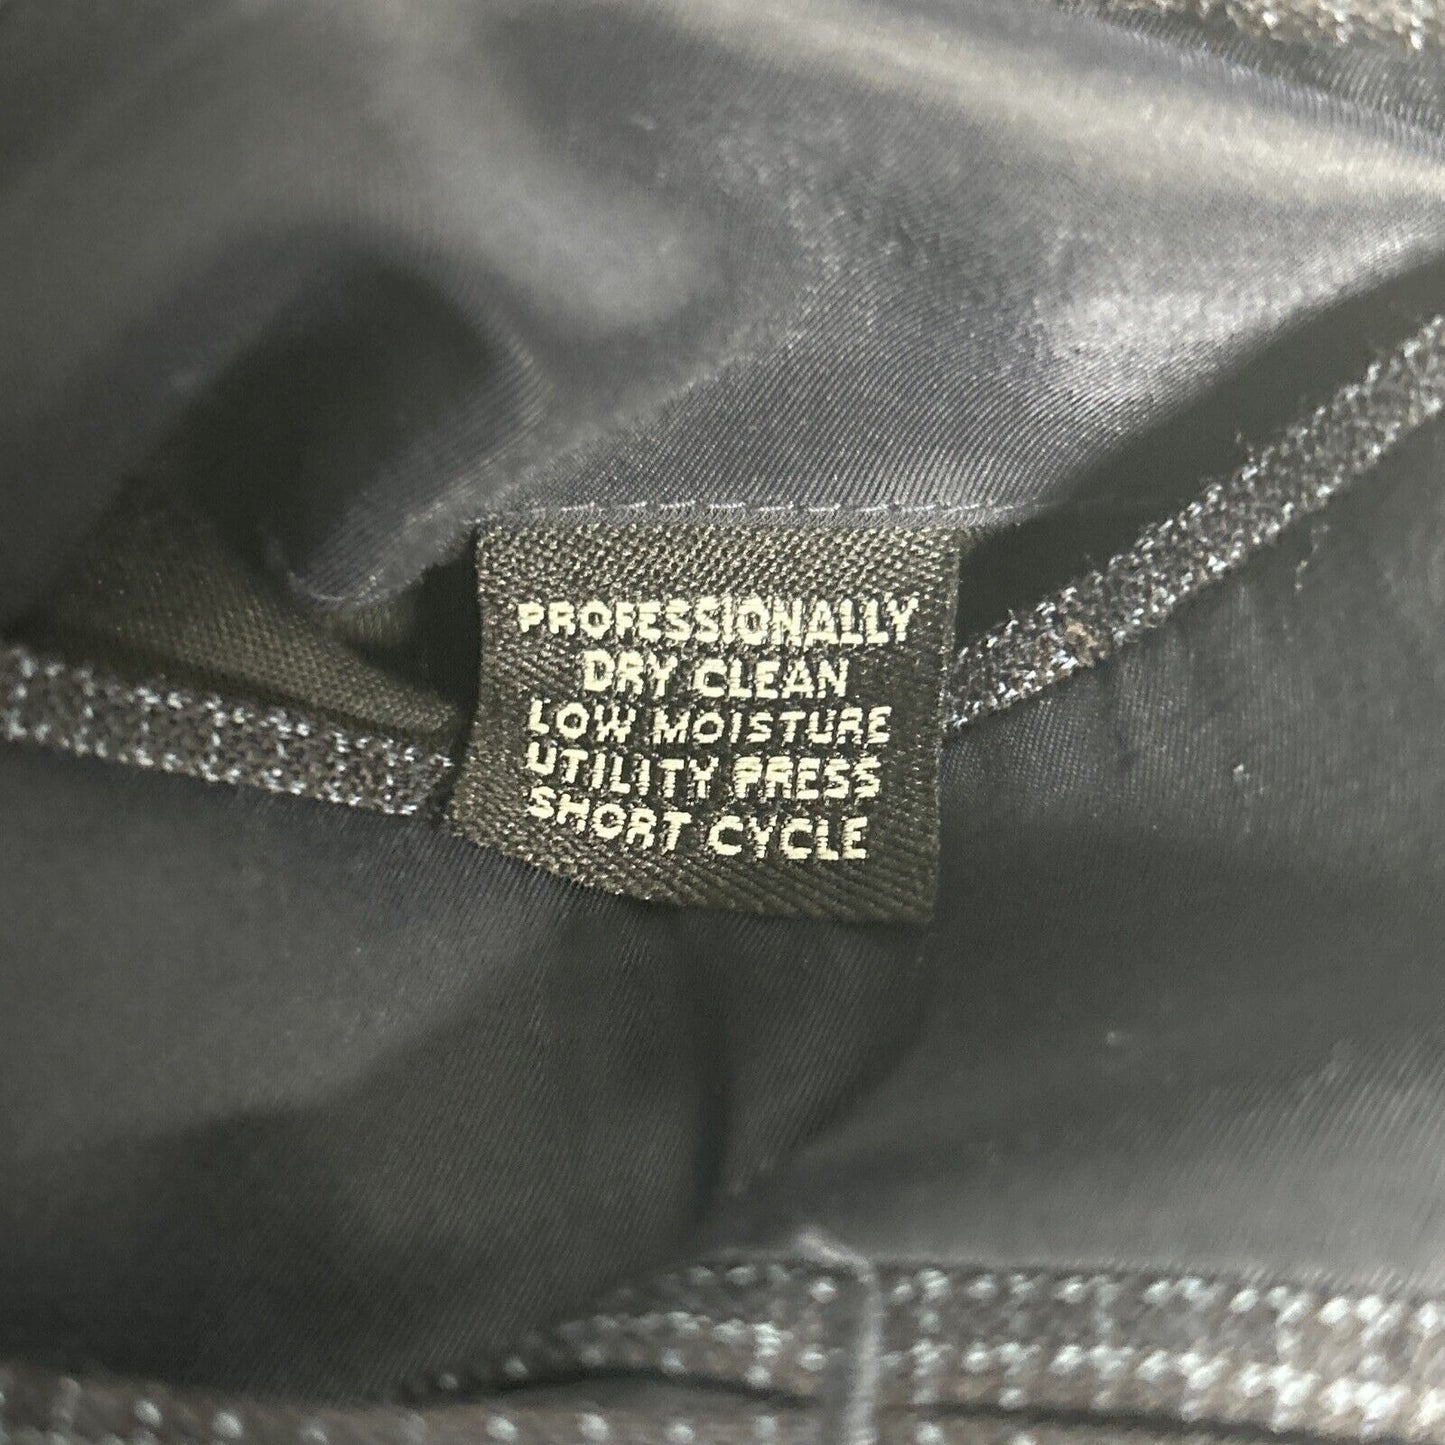 PROFESSIONALLY
DRY CLEAN
LOW MOISTURE
UTILITY PRESS
SHORT CYCLE